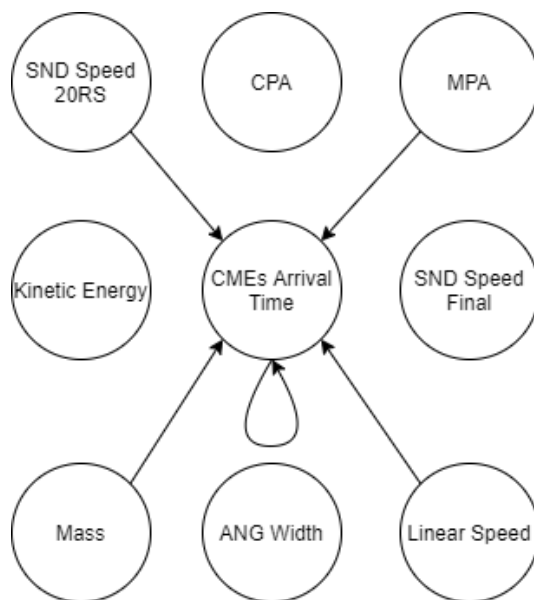 SND Speed
20RS
CPA
MPA
Kinetic Energy
CMEs Arrival
Time
SND Speed
Final
Mass
ANG Width
Linear Speed